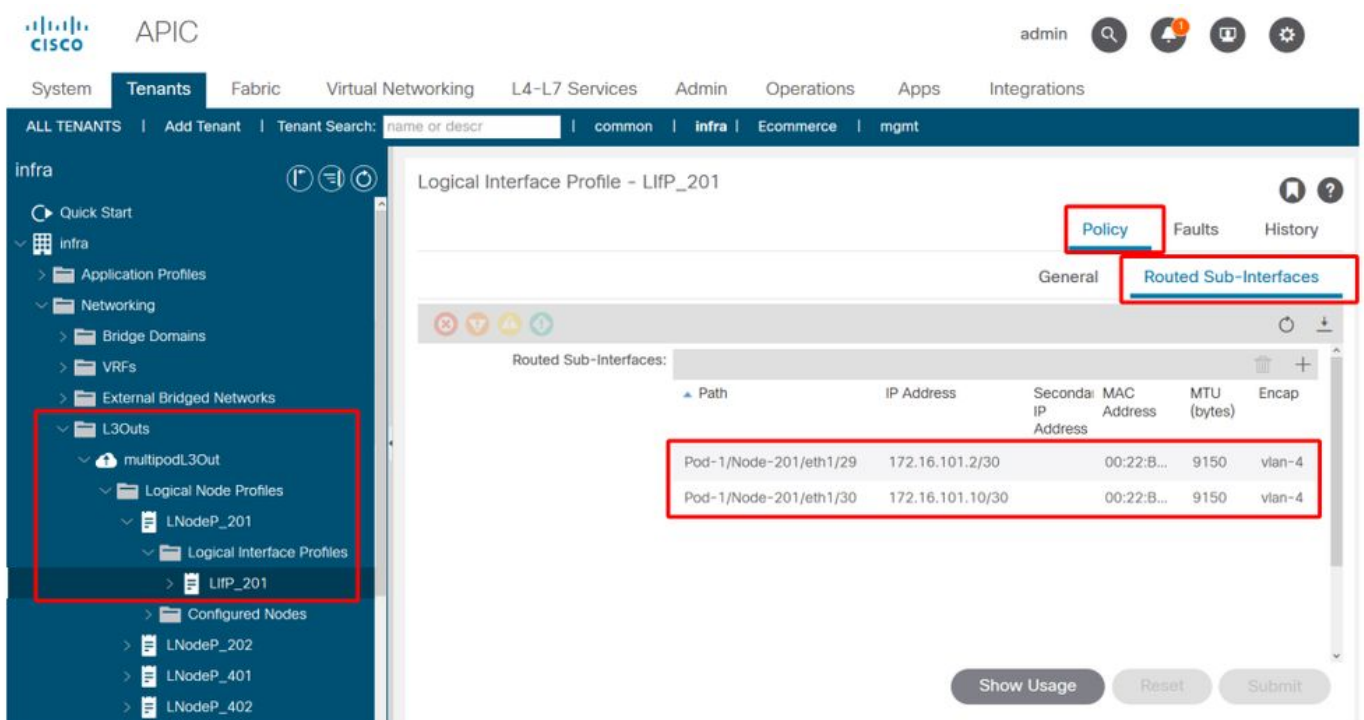 CISCO
APIC
admin
1
System Tenants Fabric Virtual Networking L4-L7 Services Admin Operations Apps Integrations
ALL TENANTS | Add Tenant | Tenant Search: name or descr | common | infra | Ecommerce | mgmt
infra
Quick Start
infra
Application Profiles
Networking
Bridge Domains
VRFs
External Bridged Networks
L3Outs
multipodL3Out
Logical Node Profiles
LNodeP_201
Logical Interface Profiles
LIfP_201
Configured Nodes
LNodeP_202
LNodeP_401
LNodeP_402
Logical Interface Profile - LIfP_201
Policy Faults History
General Routed Sub-Interfaces
Routed Sub-Interfaces:
Path IP Address Secondar IP Address MAC Address MTU (bytes) Encap
Pod-1/Node-201/eth1/29 172.16.101.2/30 00:22:B... 9150 vlan-4
Pod-1/Node-201/eth1/30 172.16.101.10/30 00:22:B... 9150 vlan-4
Show Usage Reset Submit